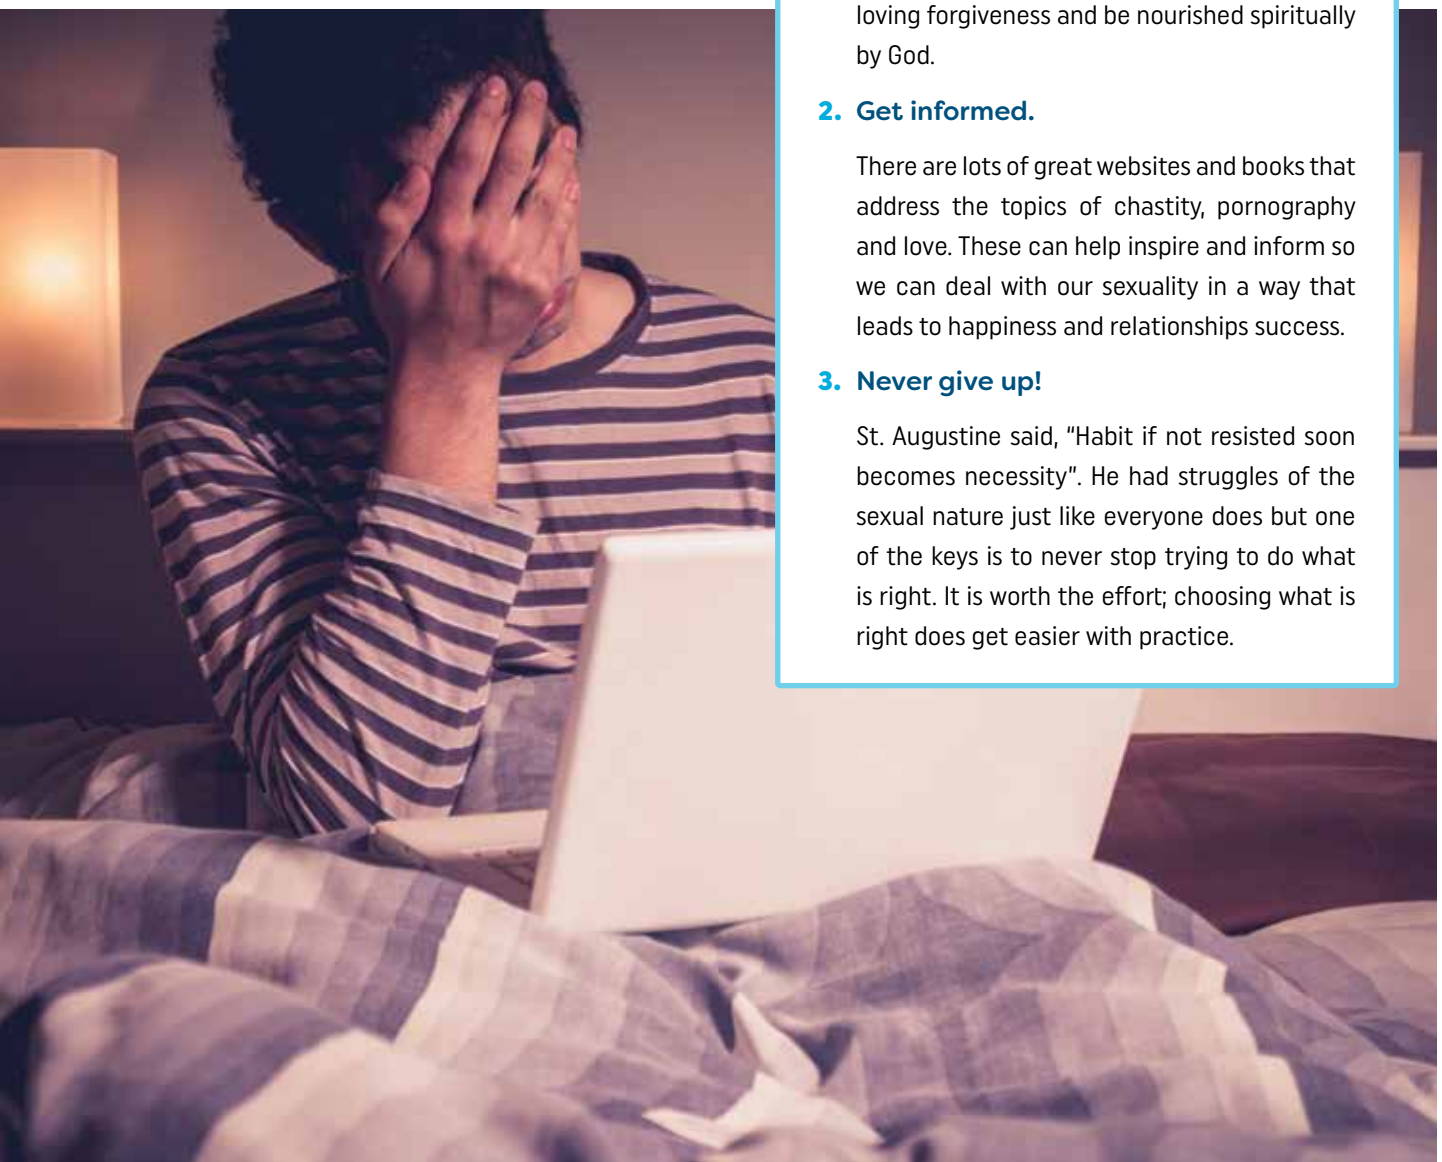 loving forgiveness and be nourished spiritually
by God.
2. Get informed.
There are lots of great websites and books that
address the topics of chastity, pornography
and love. These can help inspire and inform so
we can deal with our sexuality in a way that
leads to happiness and relationships success.
3. Never give up!
St. Augustine said, “Habit if not resisted soon
becomes necessity”. He had struggles of the
sexual nature just like everyone does but one
of the keys is to never stop trying to do what
is right. It is worth the effort; choosing what is
right does get easier with practice.